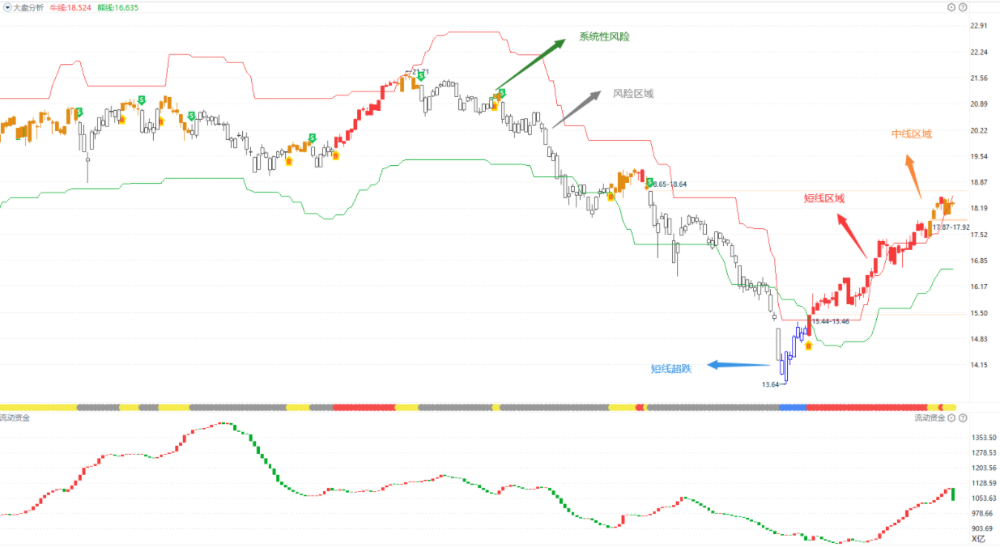 大盘分析 牛线:18.524 熊线:16.635
22.91
22.24
21.56
20.89
20.22
19.54
18.87
18.19
17.52
16.85
16.17
15.50
14.83
14.15
系统性风险
风险区域
中线区域
短线区域
短线超跌
21.71
8.65-18.64
17.87-17.92
15.44-15.46
13.64
S
S
S
S
S
S
S
B
B
B
B
B
B
B
流动资金
流动资金
1353.50
1278.53
1203.56
1128.59
1053.63
978.66
903.69
X亿